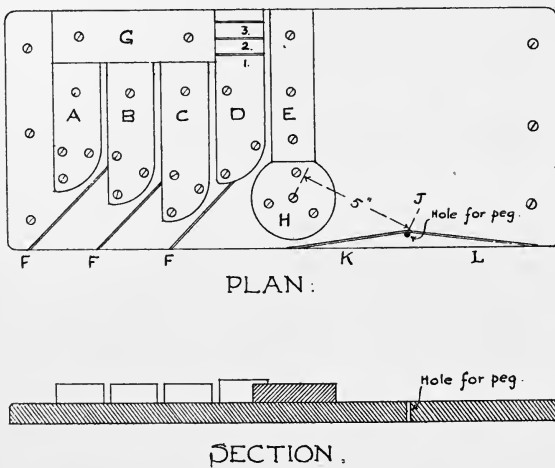 G
3.
2.
1.
A
B
C
D
E
H
5"
J
Hole for peg.
F
F
F
K
L
PLAN:
Hole for peg.
SECTION.